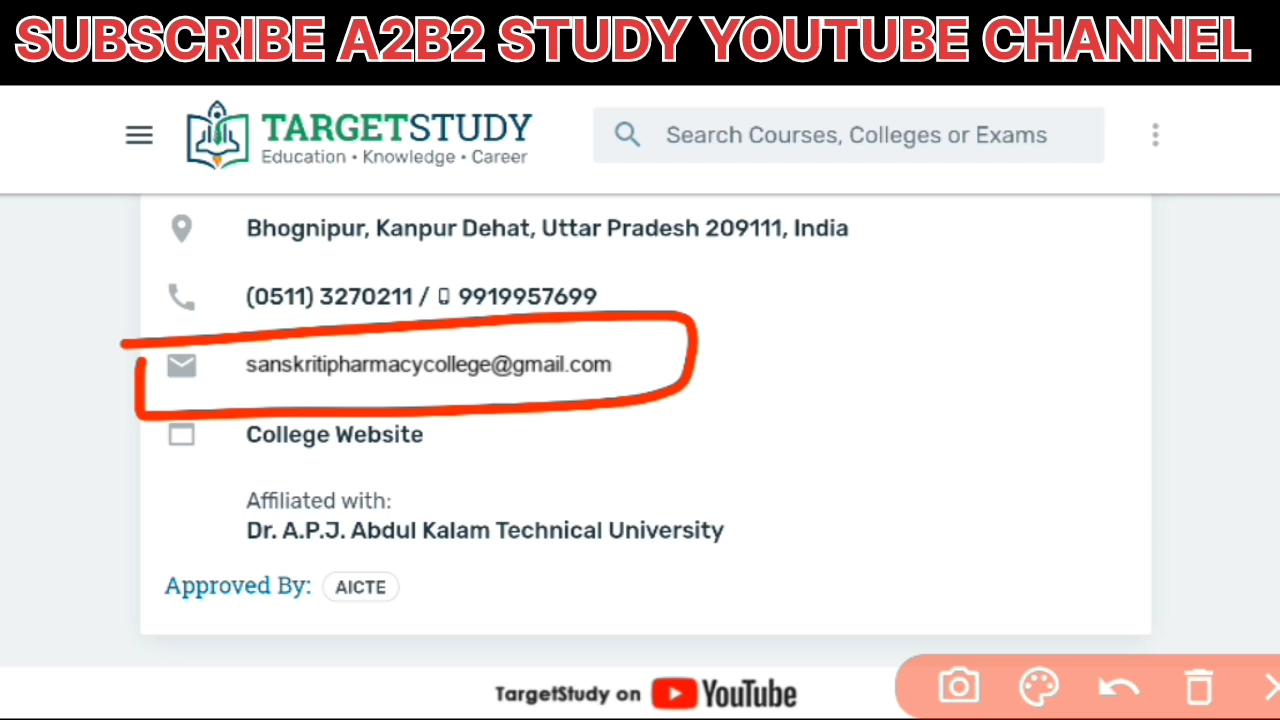 SUBSCRIBE A2B2 STUDY YOUTUBE CHANNEL
TARGETSTUDY
Education • Knowledge • Career
Search Courses, Colleges or Exams
Bhognipur, Kanpur Dehat, Uttar Pradesh 209111, India
(0511) 3270211 / 9919957699
sanskritipharmacycollege@gmail.com
College Website
Affiliated with:
Dr. A.P.J. Abdul Kalam Technical University
Approved By: AICTE
TargetStudy on YouTube